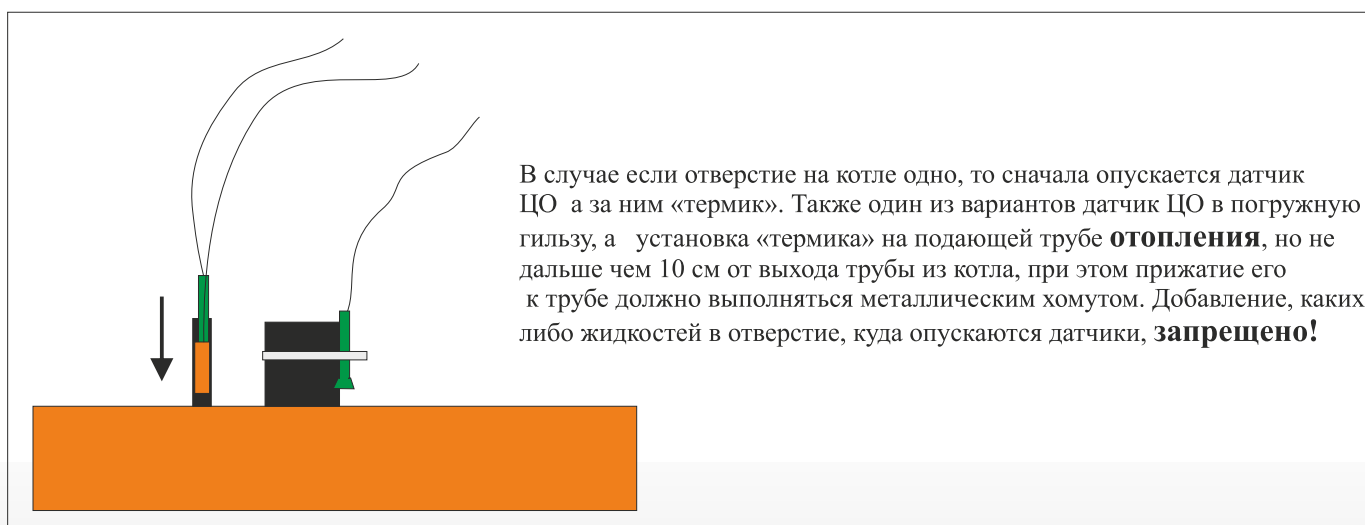 В случае если отверстие на котле одно, то сначала опускается датчик
ЦО а за ним «термик». Также один из вариантов датчик ЦО в погружную
гильзу, а установка «термика» на подающей трубе отопления, но не
дальше чем 10 см от выхода трубы из котла, при этом прижатие его
к трубе должно выполняться металлическим хомутом. Добавление, каких
либо жидкостей в отверстие, куда опускаются датчики, запрещено!